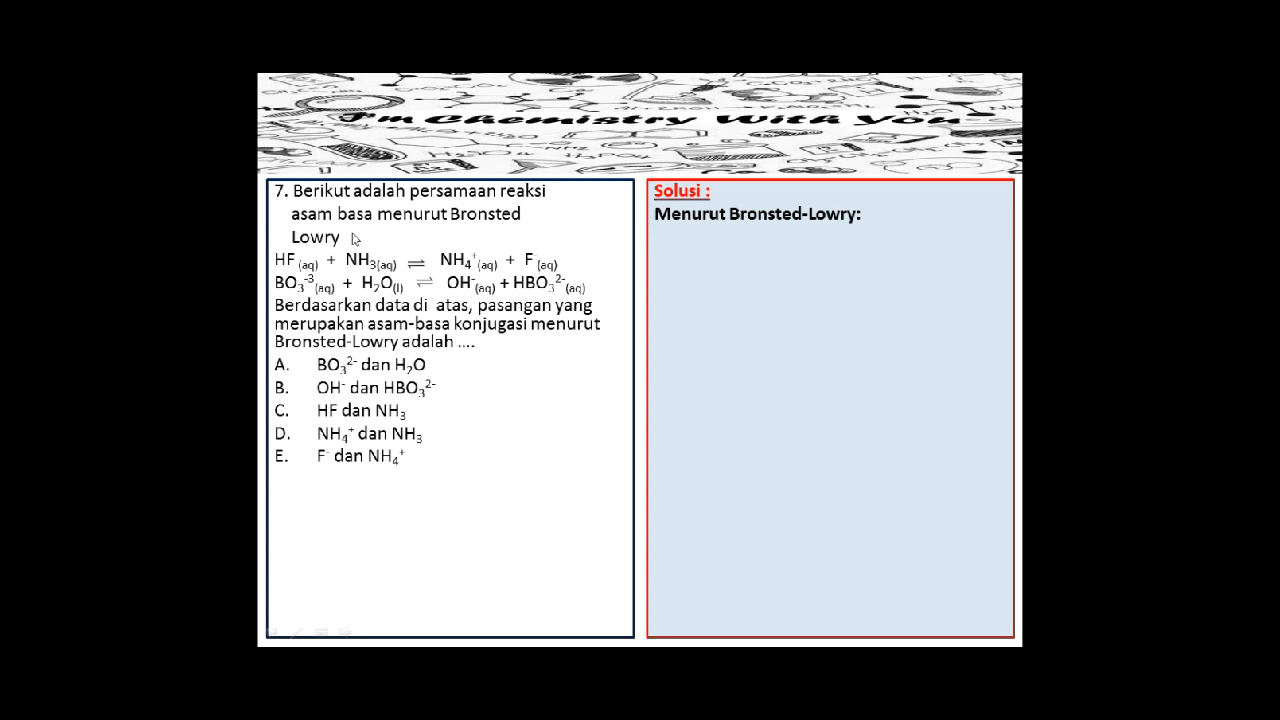 I'm Chemistry With You
7. Berikut adalah persamaan reaksi
asam basa menurut Bronsted
Lowry
HF (aq) + NH₃(aq) ⇌ NH₄⁺(aq) + F⁻(aq)
BO₃⁻³(aq) + H₂O(l) ⇌ OH⁻(aq) + HBO₃²⁻(aq)
Berdasarkan data di atas, pasangan yang
merupakan asam-basa konjugasi menurut
Bronsted-Lowry adalah ....
A. BO₃²⁻ dan H₂O
B. OH⁻ dan HBO₃²⁻
C. HF dan NH₃
D. NH₄⁺ dan NH₃
E. F⁻ dan NH₄⁺
Solusi :
Menurut Bronsted-Lowry: